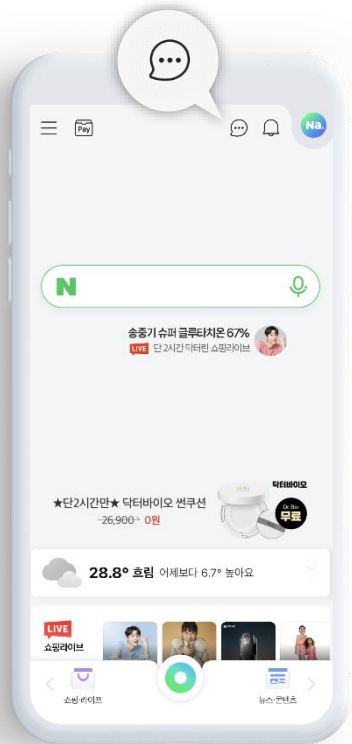 Pay
Na.
N
송중기 슈퍼 글루타치온 67%
LIVE 단 2시간 닥터린 쇼핑라이브
★단2시간만★ 닥터바이오 썬쿠션
26,900 0원
닥터바이오
Dr.Bio
무료
28.8° 흐림 어제보다 6.7° 높아요
LIVE
쇼핑라이브
쇼핑·라이프
뉴스·콘텐츠